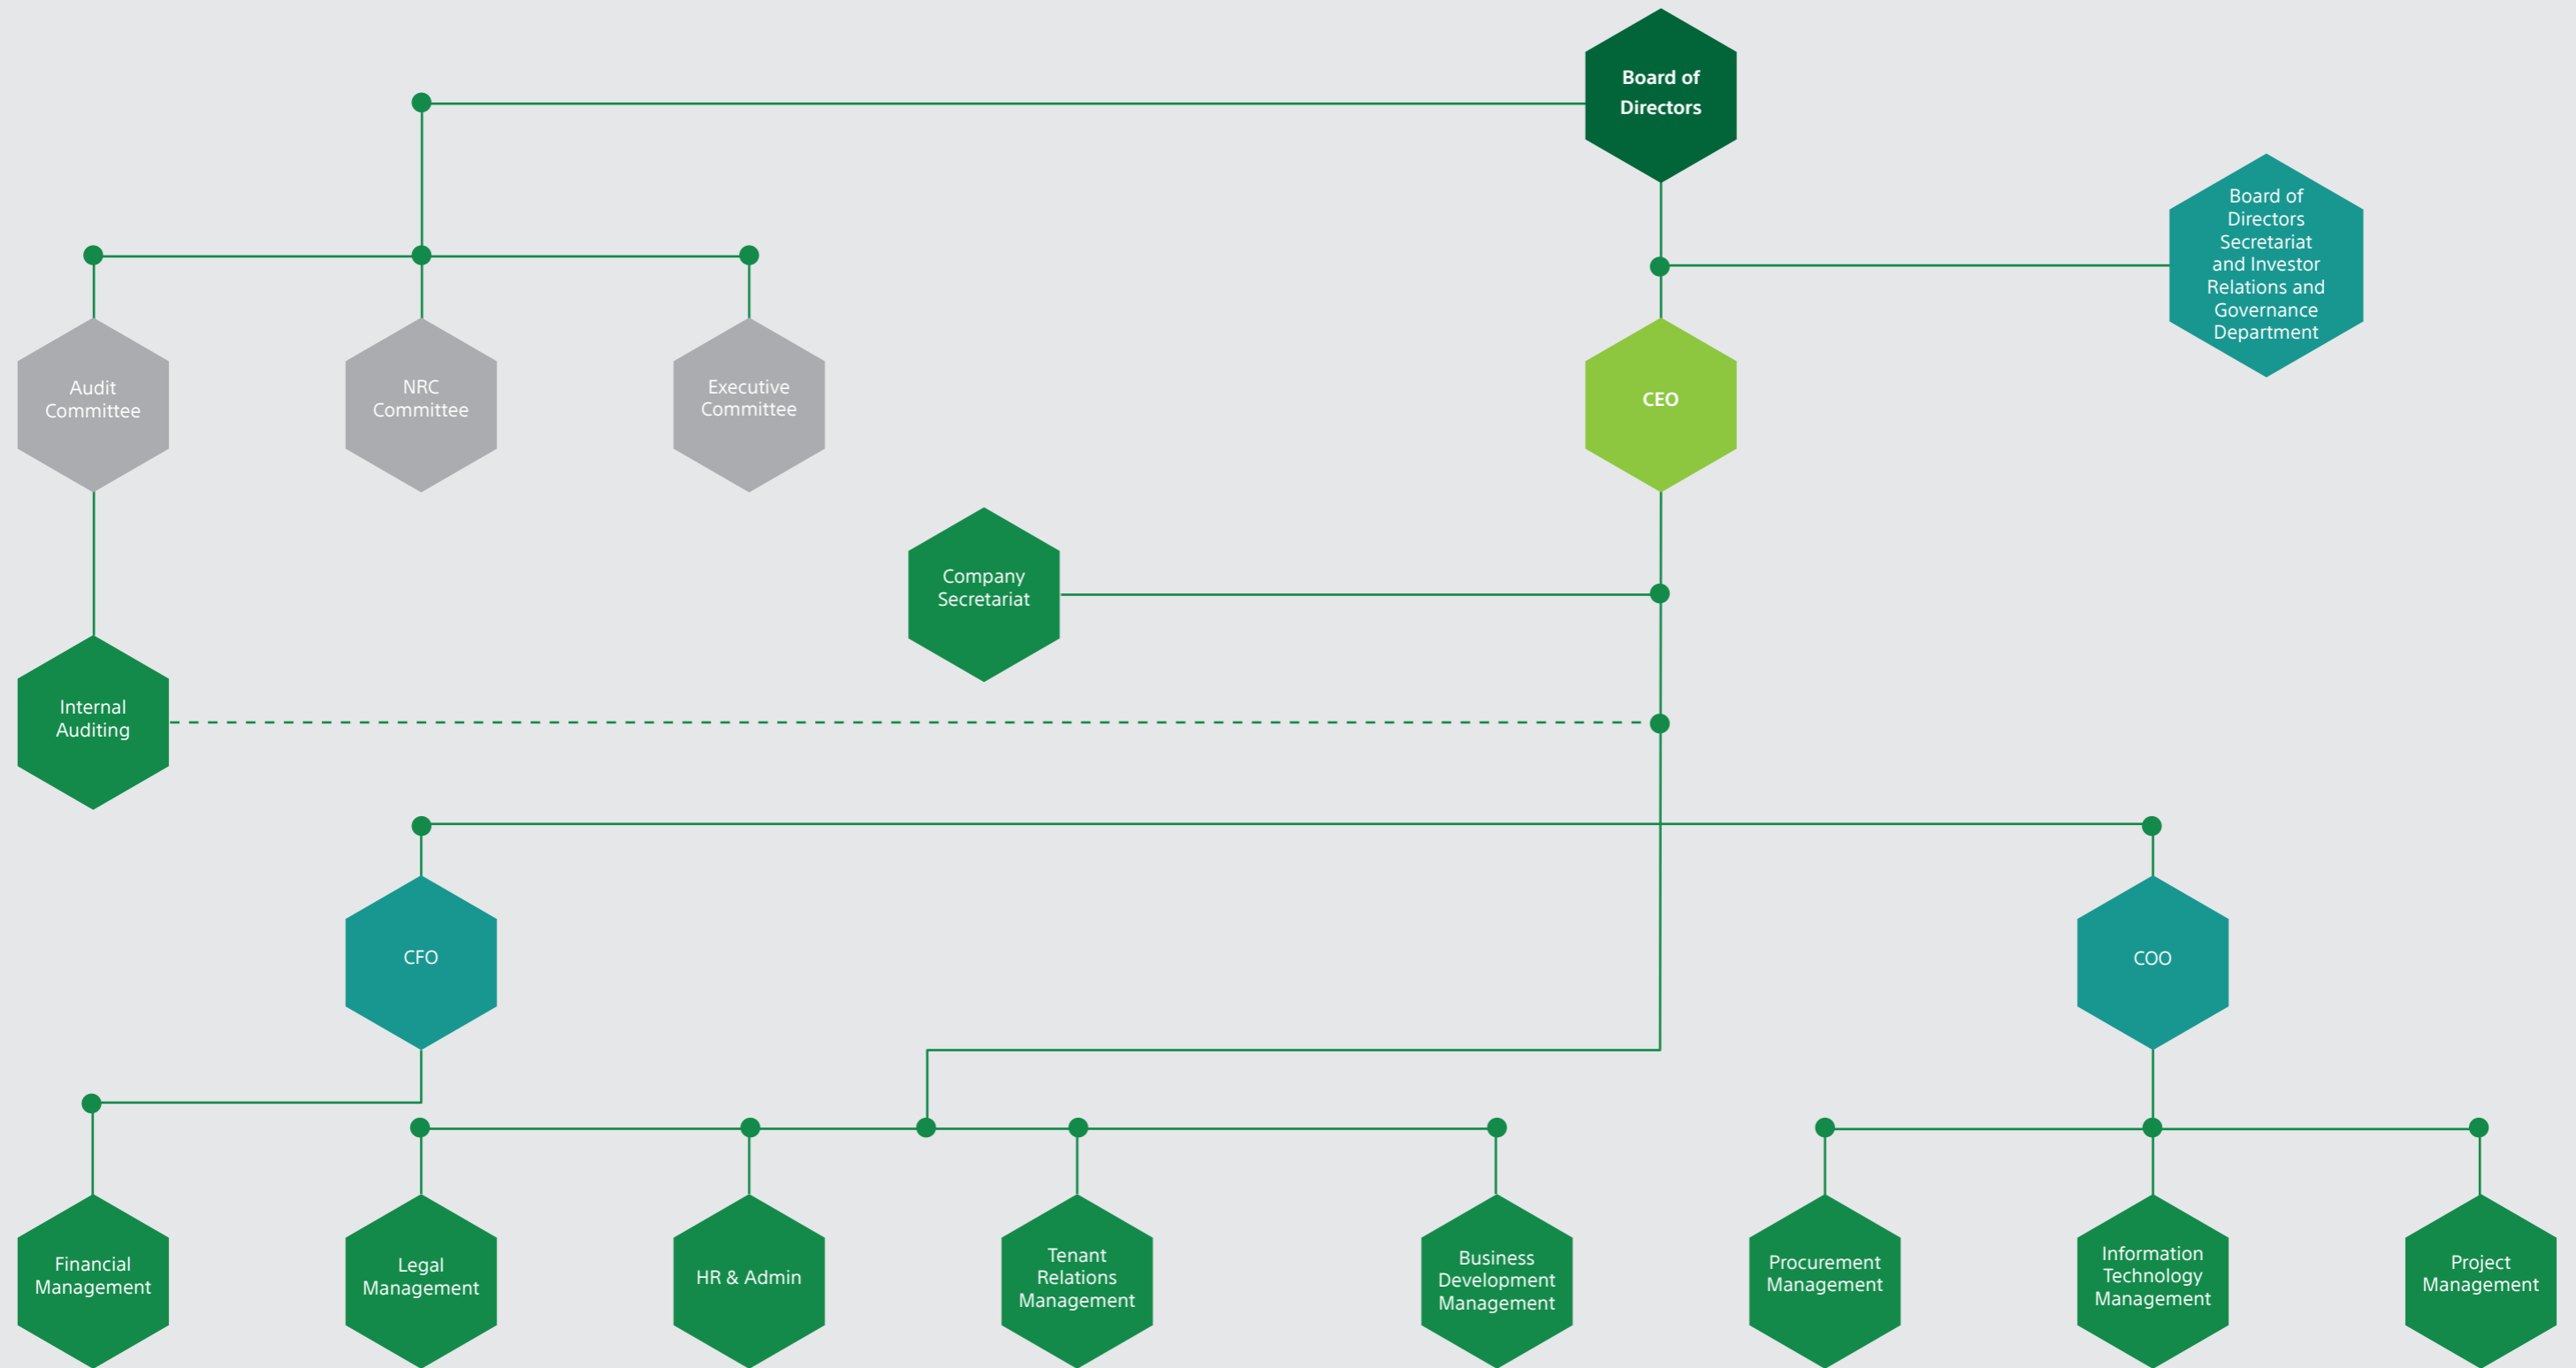 Board of
Directors
Board of
Directors
Secretariat
and Investor
Relations and
Governance
Department
Audit
Committee
NRC
Committee
Executive
Committee
CEO
Company
Secretariat
Internal
Auditing
CFO
COO
Financial
Management
Legal
Management
HR & Admin
Tenant
Relations
Management
Business
Development
Management
Procurement
Management
Information
Technology
Management
Project
Management